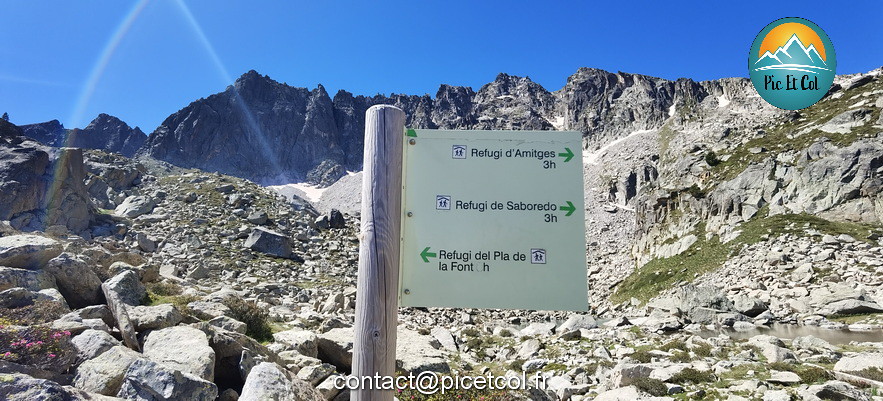 Pic Et Col
Refugi d'Amitges
3h
Refugi de Saboredo
3h
Refugi del Pla de
la Font h
contact@picetcol.fr